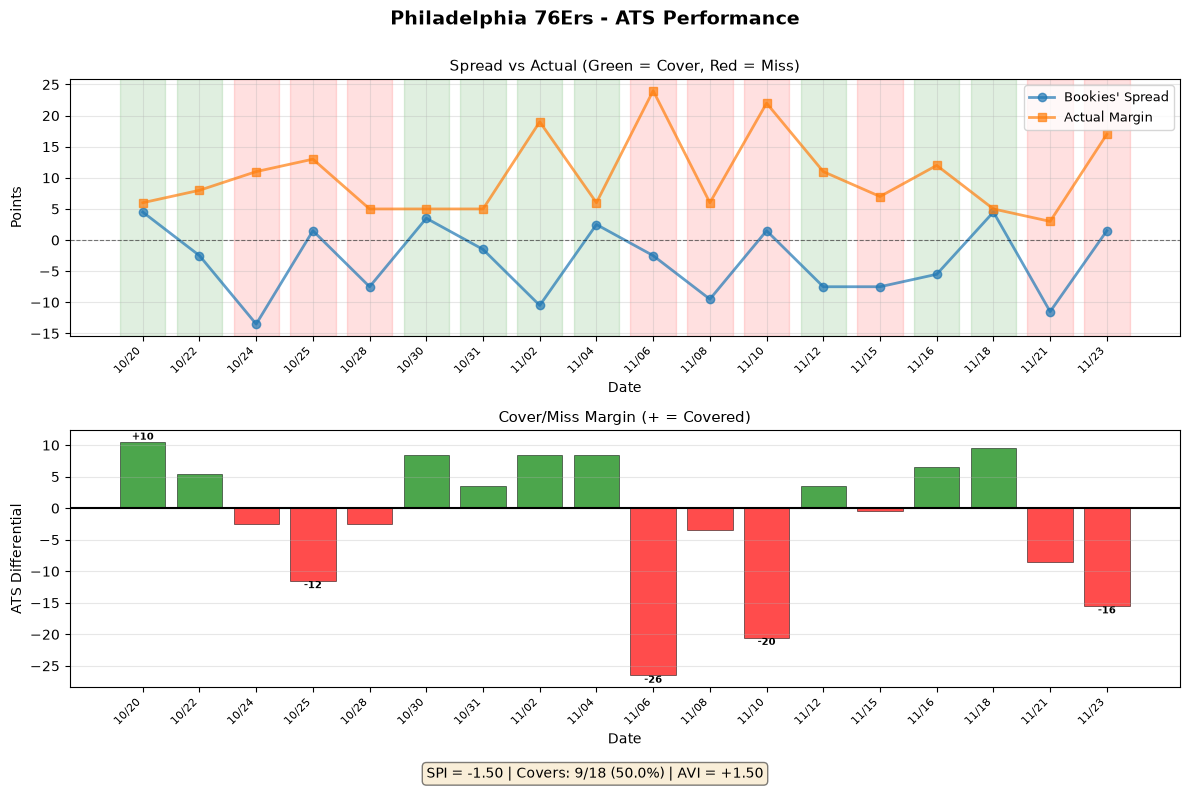 Philadelphia 76Ers - ATS Performance
Spread vs Actual (Green = Cover, Red = Miss)
Bookies' Spread
Actual Margin
Points
25
20
15
10
5
0
−5
−10
−15
10/20 10/22 10/24 10/25 10/28 10/30 10/31 11/02 11/04 11/06 11/08 11/10 11/12 11/15 11/16 11/18 11/21 11/23
Date
Cover/Miss Margin (+ = Covered)
ATS Differential
10
5
0
−5
−10
−15
−20
−25
+10
-12
-26
-20
-16
10/20 10/22 10/24 10/25 10/28 10/30 10/31 11/02 11/04 11/06 11/08 11/10 11/12 11/15 11/16 11/18 11/21 11/23
Date
SPI = -1.50 | Covers: 9/18 (50.0%) | AVI = +1.50